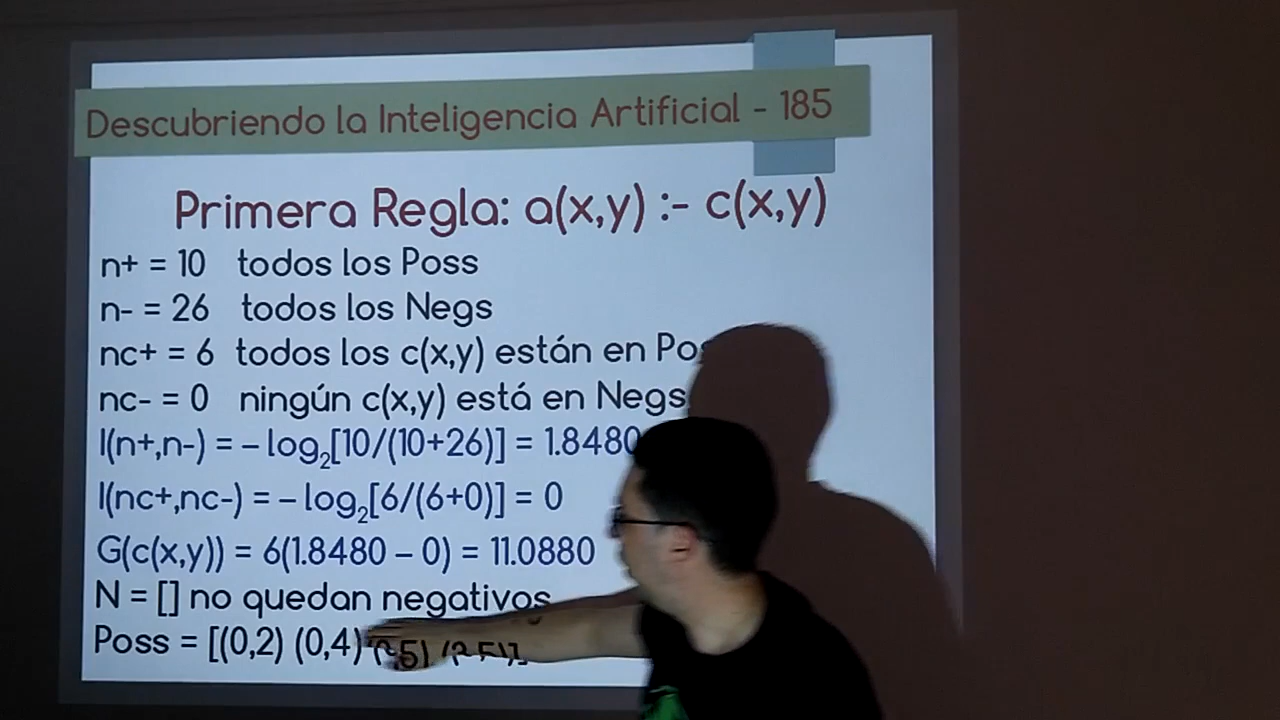 Descubriendo la Inteligencia Artificial - 185
Primera Regla: a(x,y) :- c(x,y)
n+ = 10 todos los Poss
n- = 26 todos los Negs
nc+ = 6 todos los c(x,y) están en
nc- = 0 ningún c(x,y) está en Negs
I(n+,n-) = – log₂[10/(10+26)] = 1.8480
I(nc+,nc-) = – log₂[6/(6+0)] = 0
G(c(x,y)) = 6(1.8480 – 0) = 11.0880
N = [] no quedan negativos
Poss = [(0,2) (0,4)